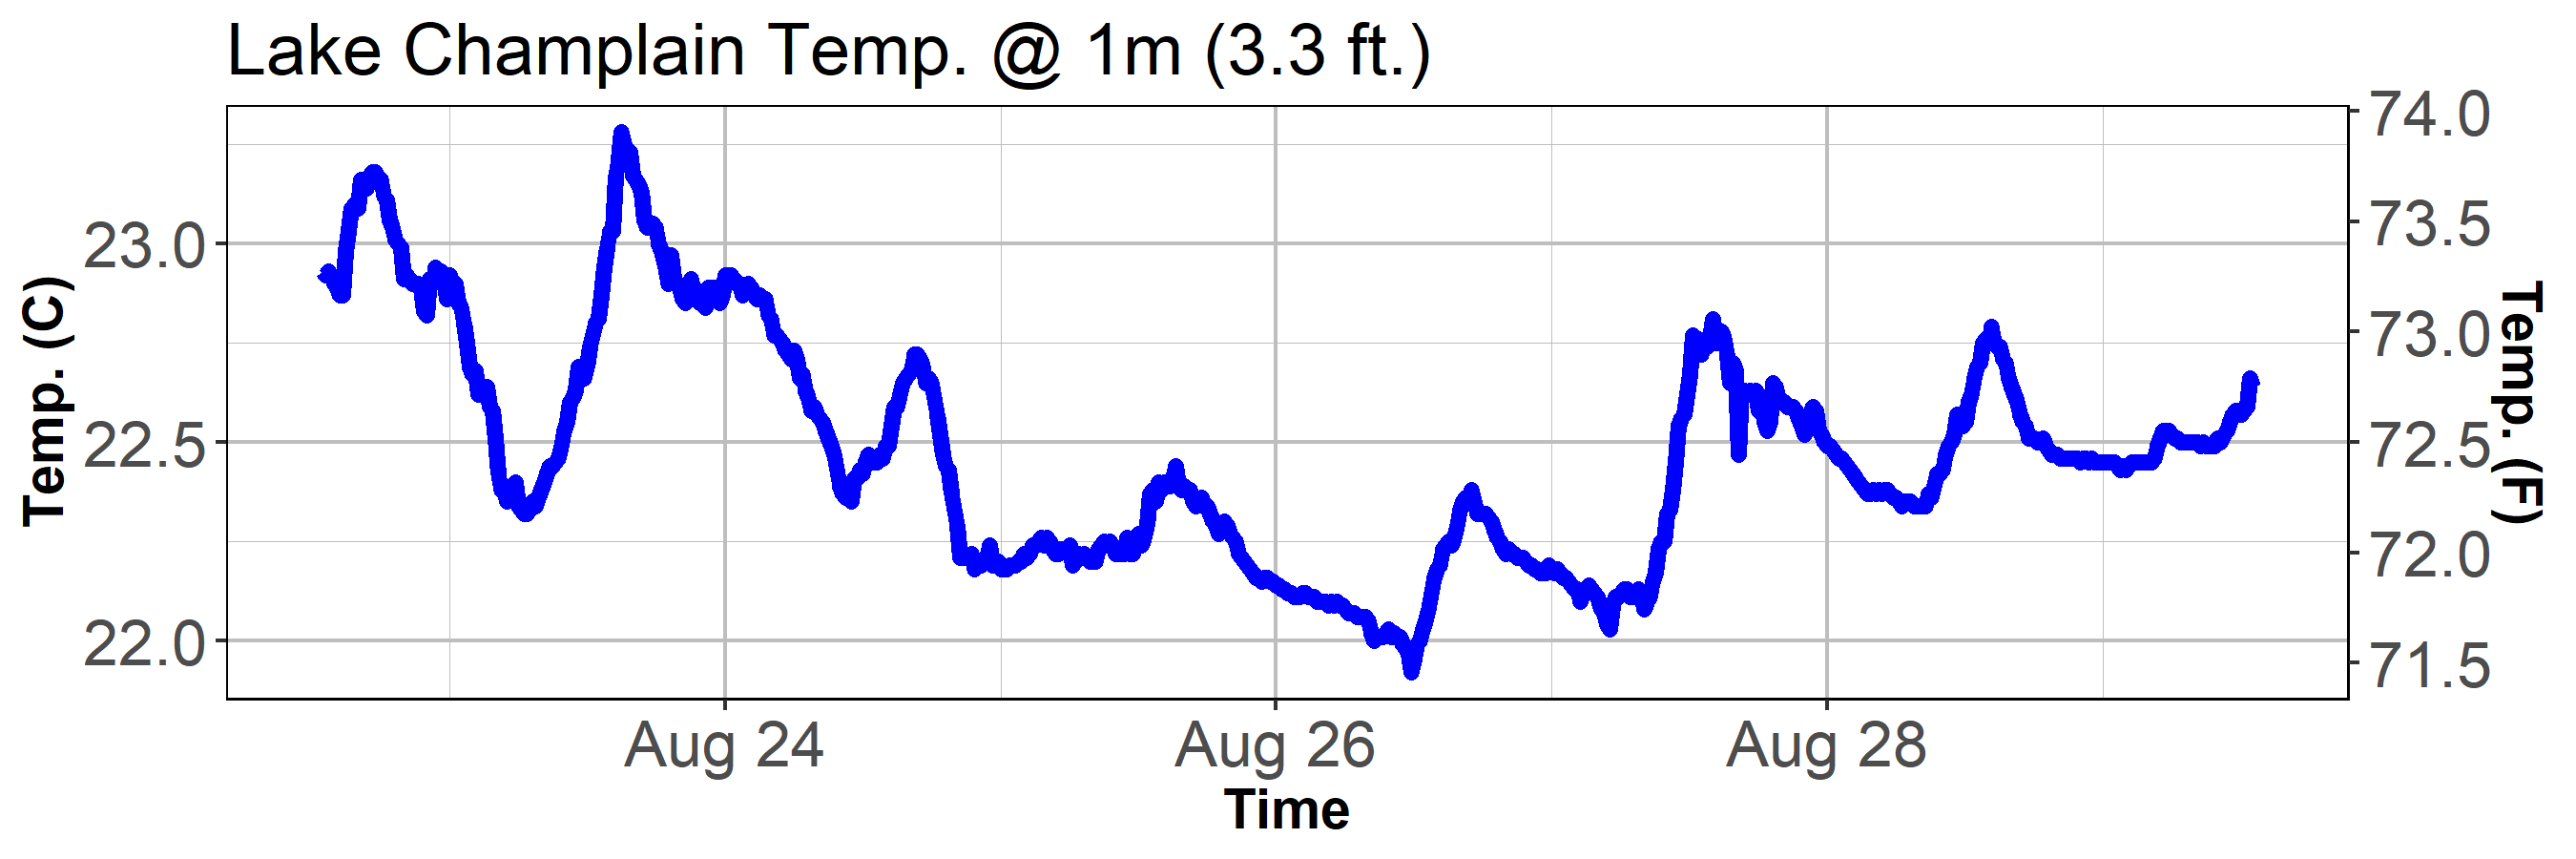 Lake Champlain Temp. @ 1m (3.3 ft.)
Temp. (C)
23.0
22.5
22.0
74.0
73.5
73.0
72.5
72.0
71.5
Temp. (F)
Aug 24
Aug 26
Aug 28
Time